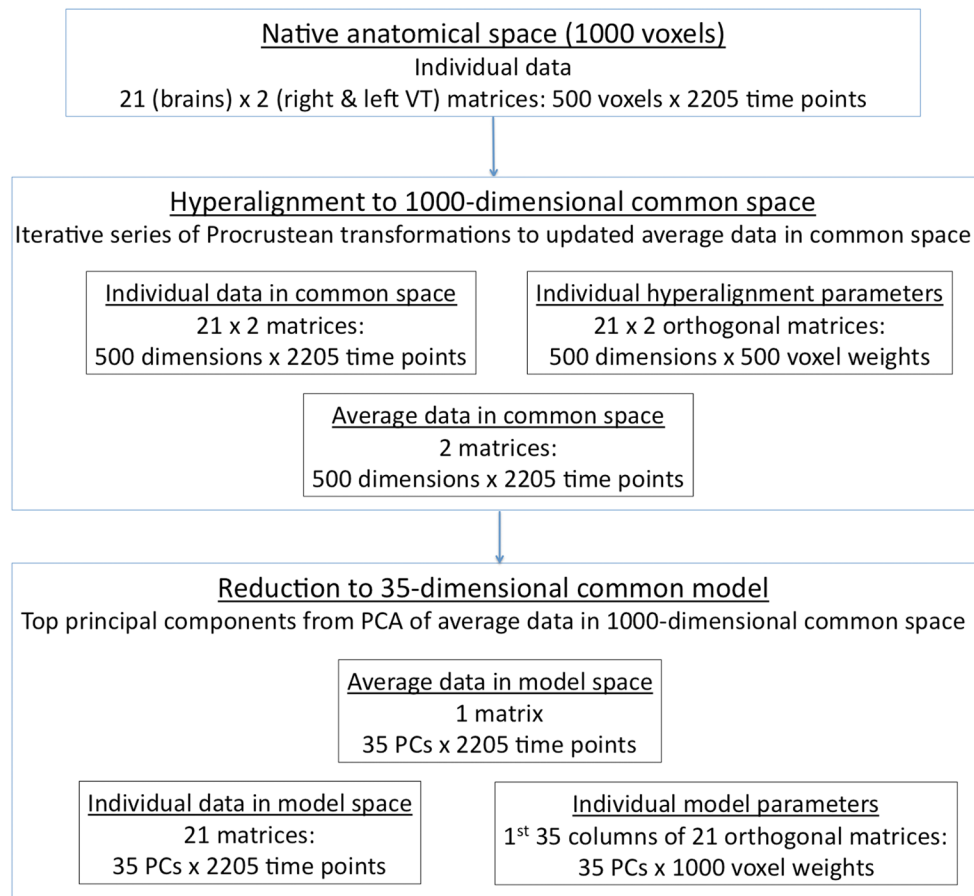 Native anatomical space (1000 voxels)
Individual data
21 (brains) x 2 (right & left VT) matrices: 500 voxels x 2205 time points
Hyperalignment to 1000-dimensional common space
Iterative series of Procrustean transformations to updated average data in common space
Individual data in common space
21 x 2 matrices:
500 dimensions x 2205 time points
Individual hyperalignment parameters
21 x 2 orthogonal matrices:
500 dimensions x 500 voxel weights
Average data in common space
2 matrices:
500 dimensions x 2205 time points
Reduction to 35-dimensional common model
Top principal components from PCA of average data in 1000-dimensional common space
Average data in model space
1 matrix
35 PCs x 2205 time points
Individual data in model space
21 matrices:
35 PCs x 2205 time points
Individual model parameters
1st 35 columns of 21 orthogonal matrices:
35 PCs x 1000 voxel weights